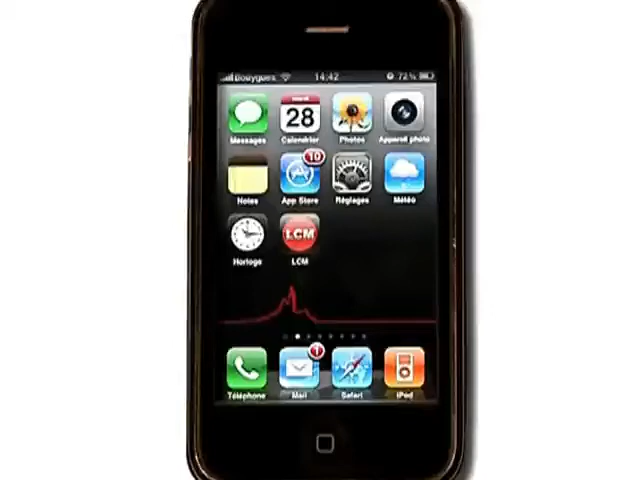 Bouygues 14:42 72 %
28
Messages Calendrier Photos Appareil photo
10
Notes App Store Réglages Météo
LCM
Horloge LCM
1
Téléphone Mail Safari iPod